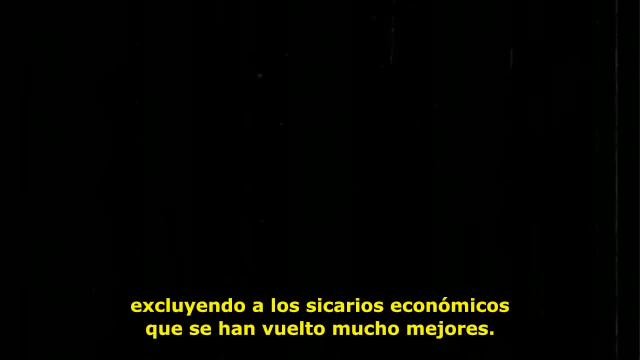 excluyendo a los sicarios económicos
que se han vuelto mucho mejores.